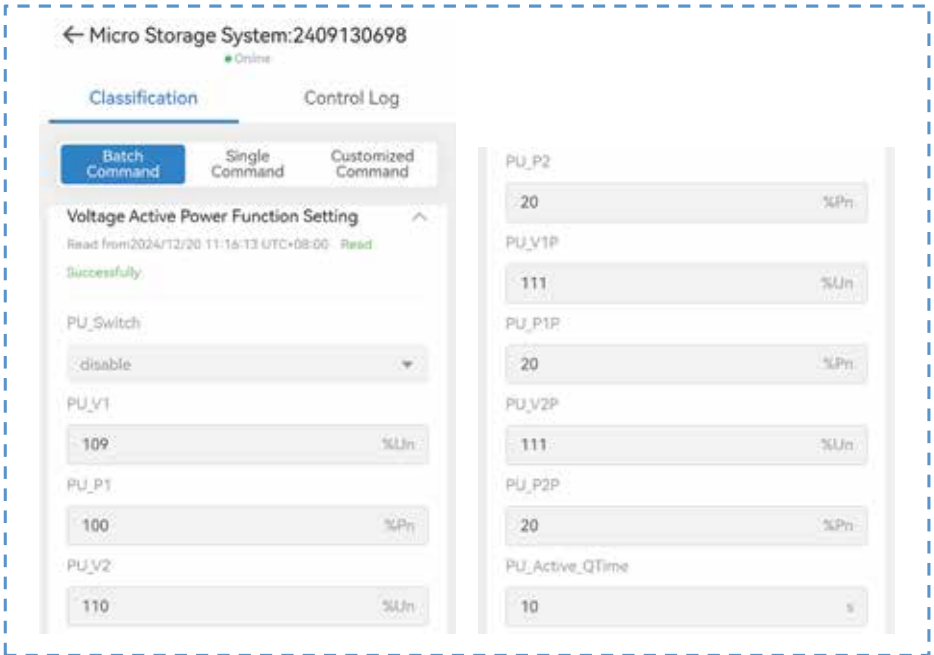 ← Micro Storage System:2409130698
Online
Classification Control Log
Batch Command Single Command Customized Command
Voltage Active Power Function Setting
Read from2024/12/20 11:16:13 UTC+08:00 Read
Successfully
PU_Switch
disable
PU_V1
109 %Un
PU_P1
100 %Pn
PU_V2
110 %Un
PU_P2
20 %Pn
PU_V1P
111 %Un
PU_P1P
20 %Pn
PU_V2P
111 %Un
PU_P2P
20 %Pn
PU_Active_QTime
10 s